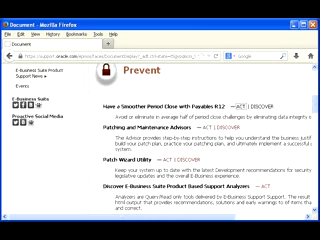 Document - Mozilla Firefox
File Edit View History Bookmarks Tools Help
Document
Google
E-Business Suite Product
Support News
Events
E-Business Suite
Proactive Social Media
Prevent
Have a Smoother Period Close with Payables R12 — ACT | DISCOVER
Avoid or eliminate in advance half of period close challenges by eliminating data integrity
Patching and Maintenance Advisors — ACT | DISCOVER
The Advisor provides step-by-step instructions to help you understand the business justif
build your patch plan, practice your patching plan, and ultimately implement a successful
system.
Patch Wizard Utility — ACT | DISCOVER
Keep your system up to date with the latest Development recommendations for security
legislative updates and the overall E-Business experience.
Discover E-Business Suite Product Based Support Analyzers — ACT
Analyzers are Query/Read only tools delivered by E-Business Support Support. The resul
html output that provides recommendations, solutions and early warnings to of items tha
and correct.